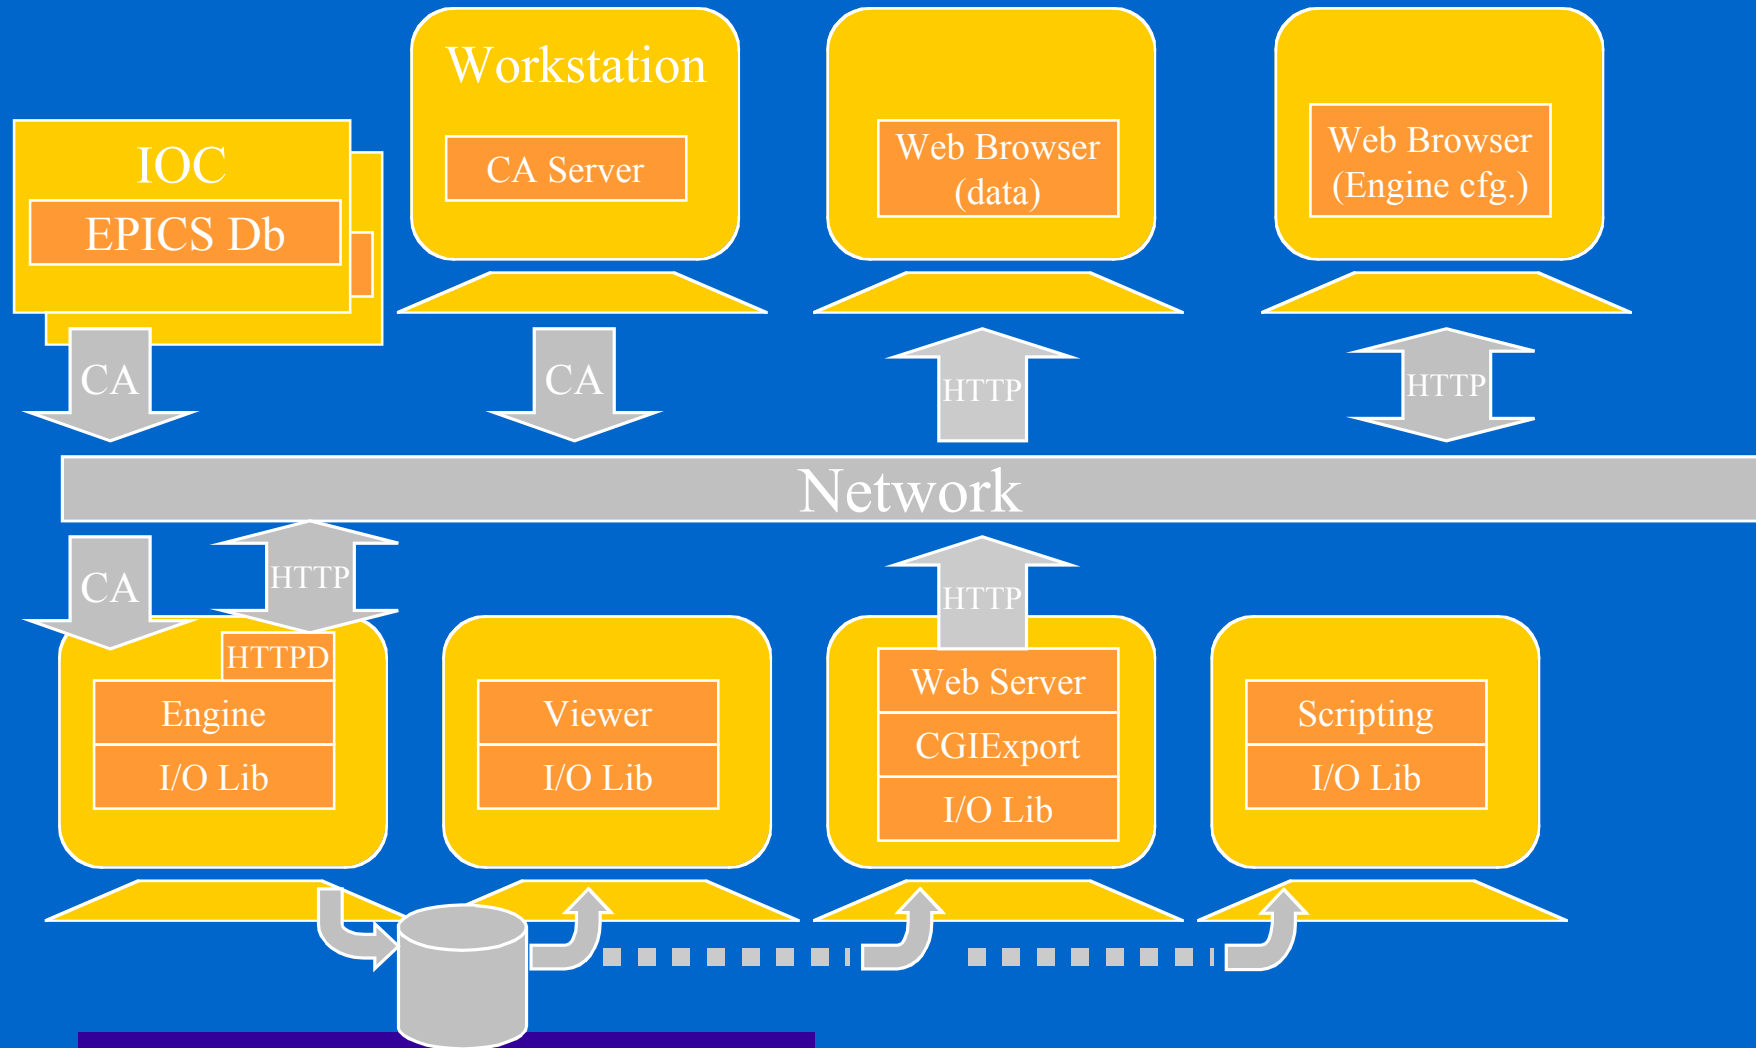 Workstation
CA Server
Web Browser
(data)
Web Browser
(Engine cfg.)
IOC
EPICS Db
CA
CA
HTTP
HTTP
Network
CA
HTTP
HTTP
HTTPD
Engine
I/O Lib
Viewer
I/O Lib
Web Server
CGIExport
I/O Lib
Scripting
I/O Lib